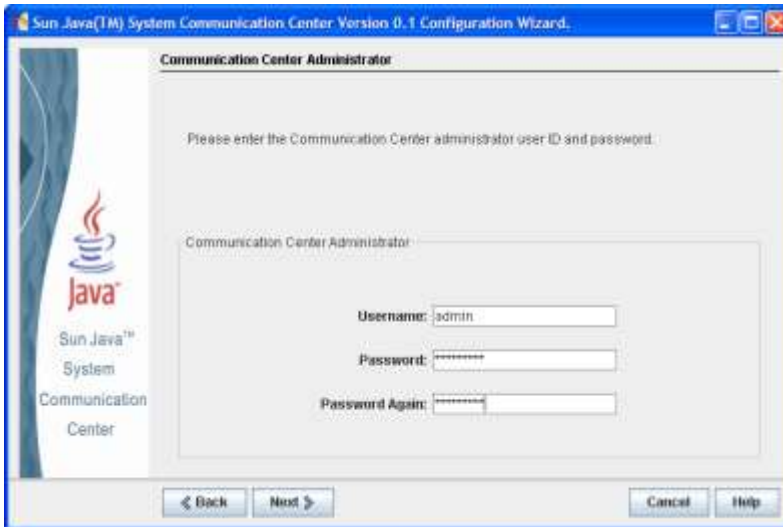 Sun Java(TM) System Communication Center Version 0.1 Configuration Wizard.
Communication Center Administrator
Please enter the Communication Center administrator user ID and password.
Communication Center Administrator
Username: admin
Password: *********
Password Again: *********
Java™
Sun Java™
System
Communication
Center
Back Next Cancel Help